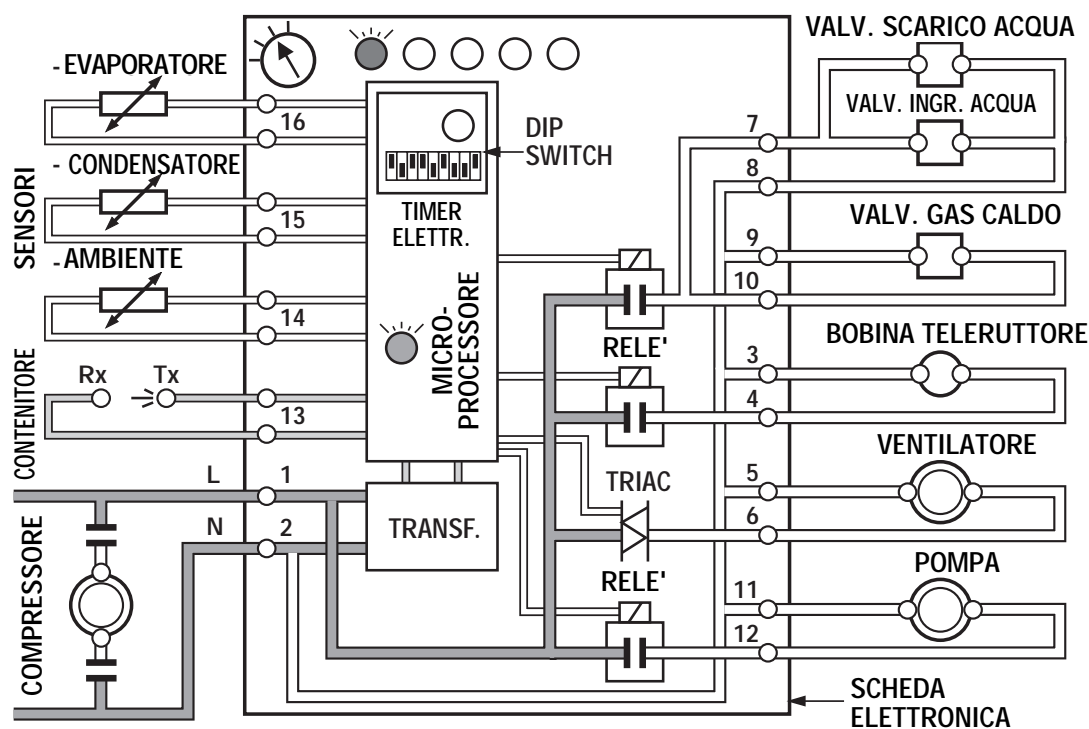 VALV. SCARICO ACQUA
- EVAPORATORE
16
VALV. INGR. ACQUA
7
DIP
SWITCH
8
- CONDENSATORE
15
TIMER
ELETTR.
VALV. GAS CALDO
9
10
SENSORI
- AMBIENTE
14
MICRO-
PROCESSORE
RELE'
BOBINA TELERUTTORE
3
4
CONTENITORE
Rx
Tx
13
VENTILATORE
5
6
L
1
N
2
TRANSF.
TRIAC
RELE'
POMPA
11
12
COMPRESSORE
SCHEDA
ELETTRONICA